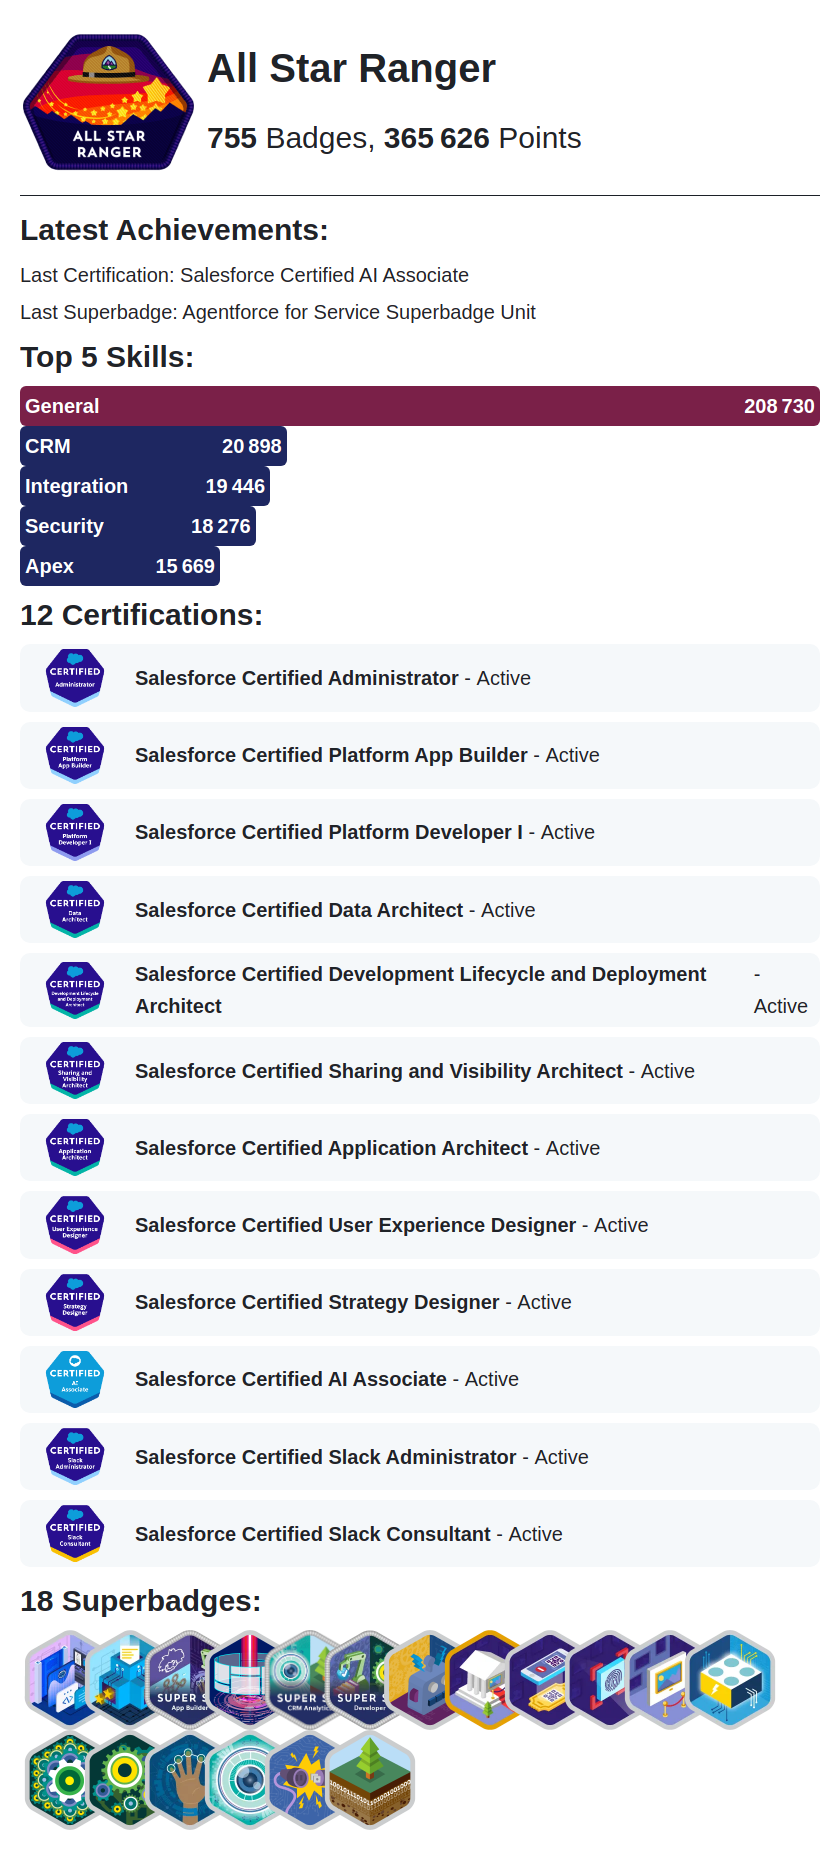 ALL STAR
RANGER
All Star Ranger
755 Badges, 365 626 Points
Latest Achievements:
Last Certification: Salesforce Certified AI Associate
Last Superbadge: Agentforce for Service Superbadge Unit
Top 5 Skills:
General 208 730
CRM 20 898
Integration 19 446
Security 18 276
Apex 15 669
12 Certifications:
CERTIFIED
Administrator
Salesforce Certified Administrator - Active
CERTIFIED
Platform
App Builder
Salesforce Certified Platform App Builder - Active
CERTIFIED
Platform
Developer I
Salesforce Certified Platform Developer I - Active
CERTIFIED
Data
Architect
Salesforce Certified Data Architect - Active
CERTIFIED
Development Lifecycle
and Deployment
Architect
Salesforce Certified Development Lifecycle and Deployment -
Architect Active
CERTIFIED
Sharing and
Visibility
Architect
Salesforce Certified Sharing and Visibility Architect - Active
CERTIFIED
Application
Architect
Salesforce Certified Application Architect - Active
CERTIFIED
User Experience
Designer
Salesforce Certified User Experience Designer - Active
CERTIFIED
Strategy
Designer
Salesforce Certified Strategy Designer - Active
CERTIFIED
AI
Associate
Salesforce Certified AI Associate - Active
CERTIFIED
Slack
Administrator
Salesforce Certified Slack Administrator - Active
CERTIFIED
Slack
Consultant
Salesforce Certified Slack Consultant - Active
18 Superbadges:
SUPER S
App Builder
SUPER S
CRM Analytic
SUPER S
Developer